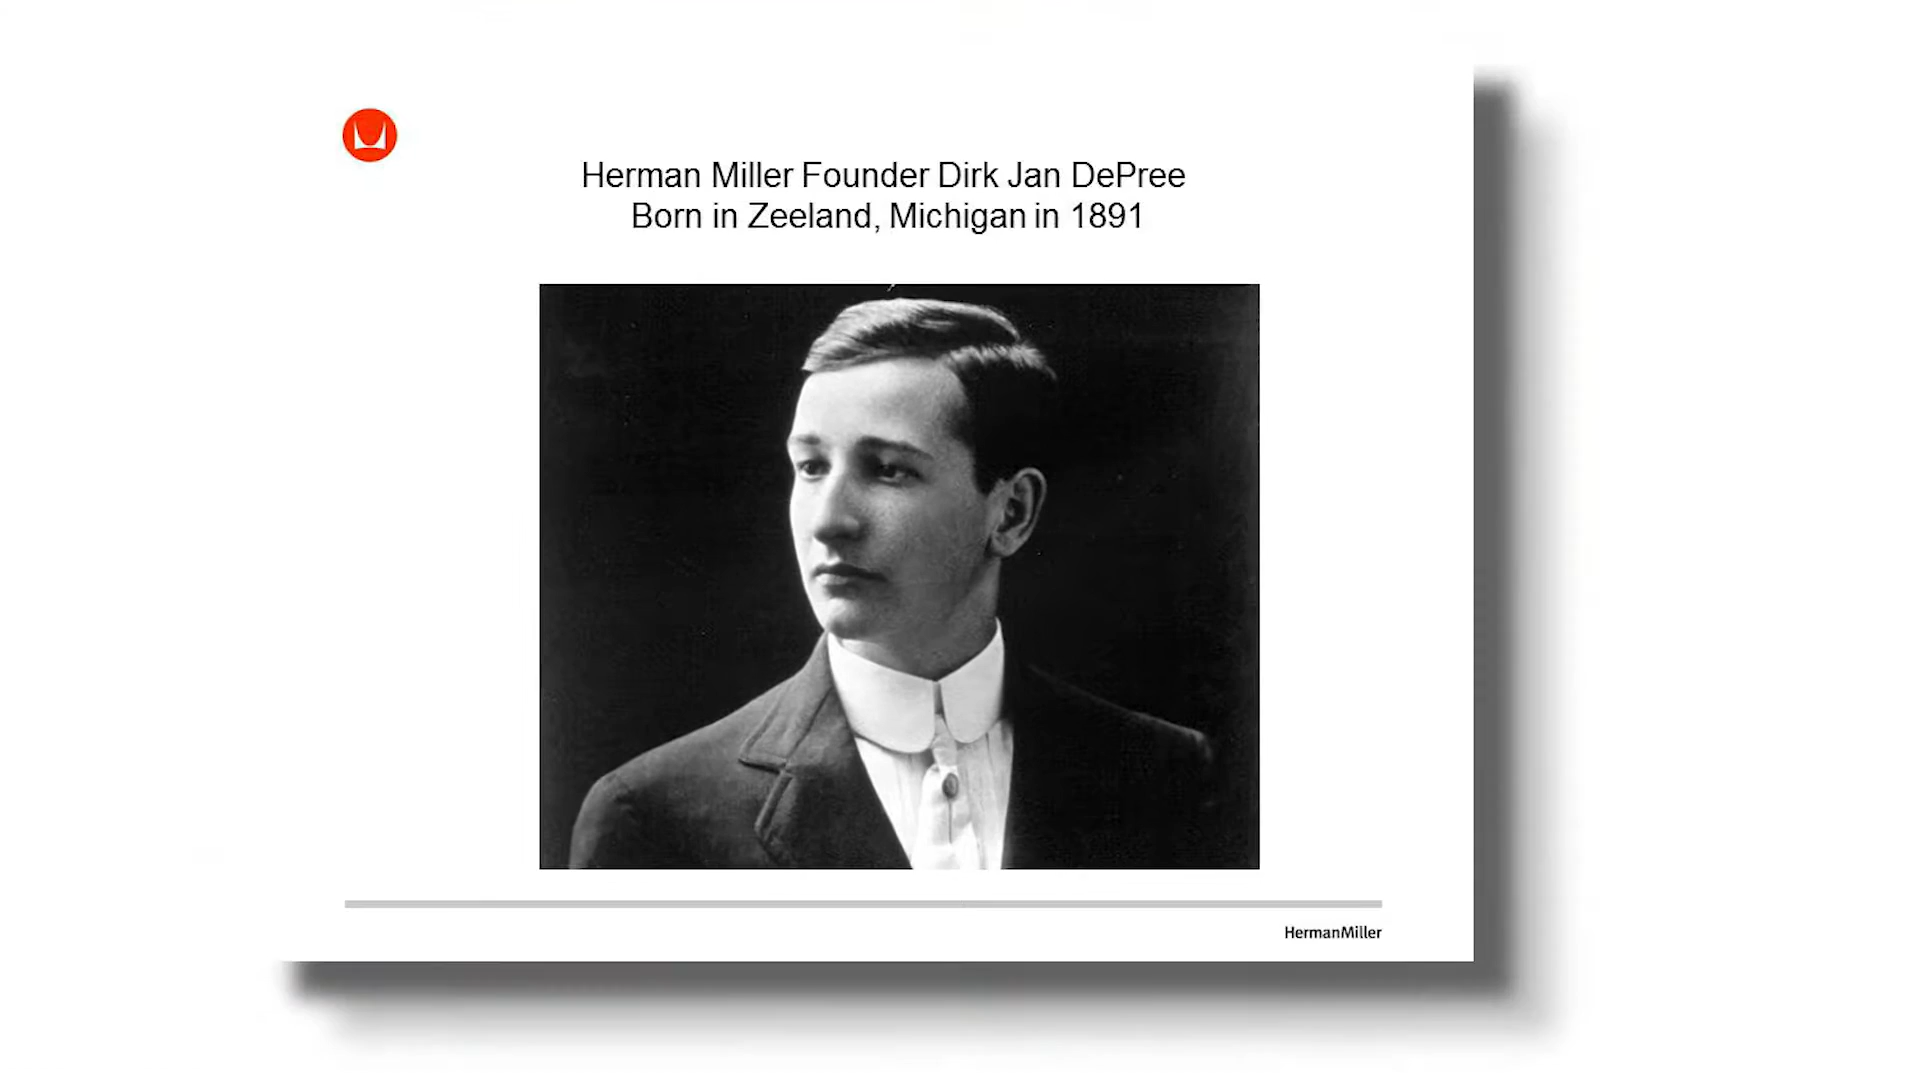 Herman Miller Founder Dirk Jan DePree
Born in Zeeland, Michigan in 1891
HermanMiller